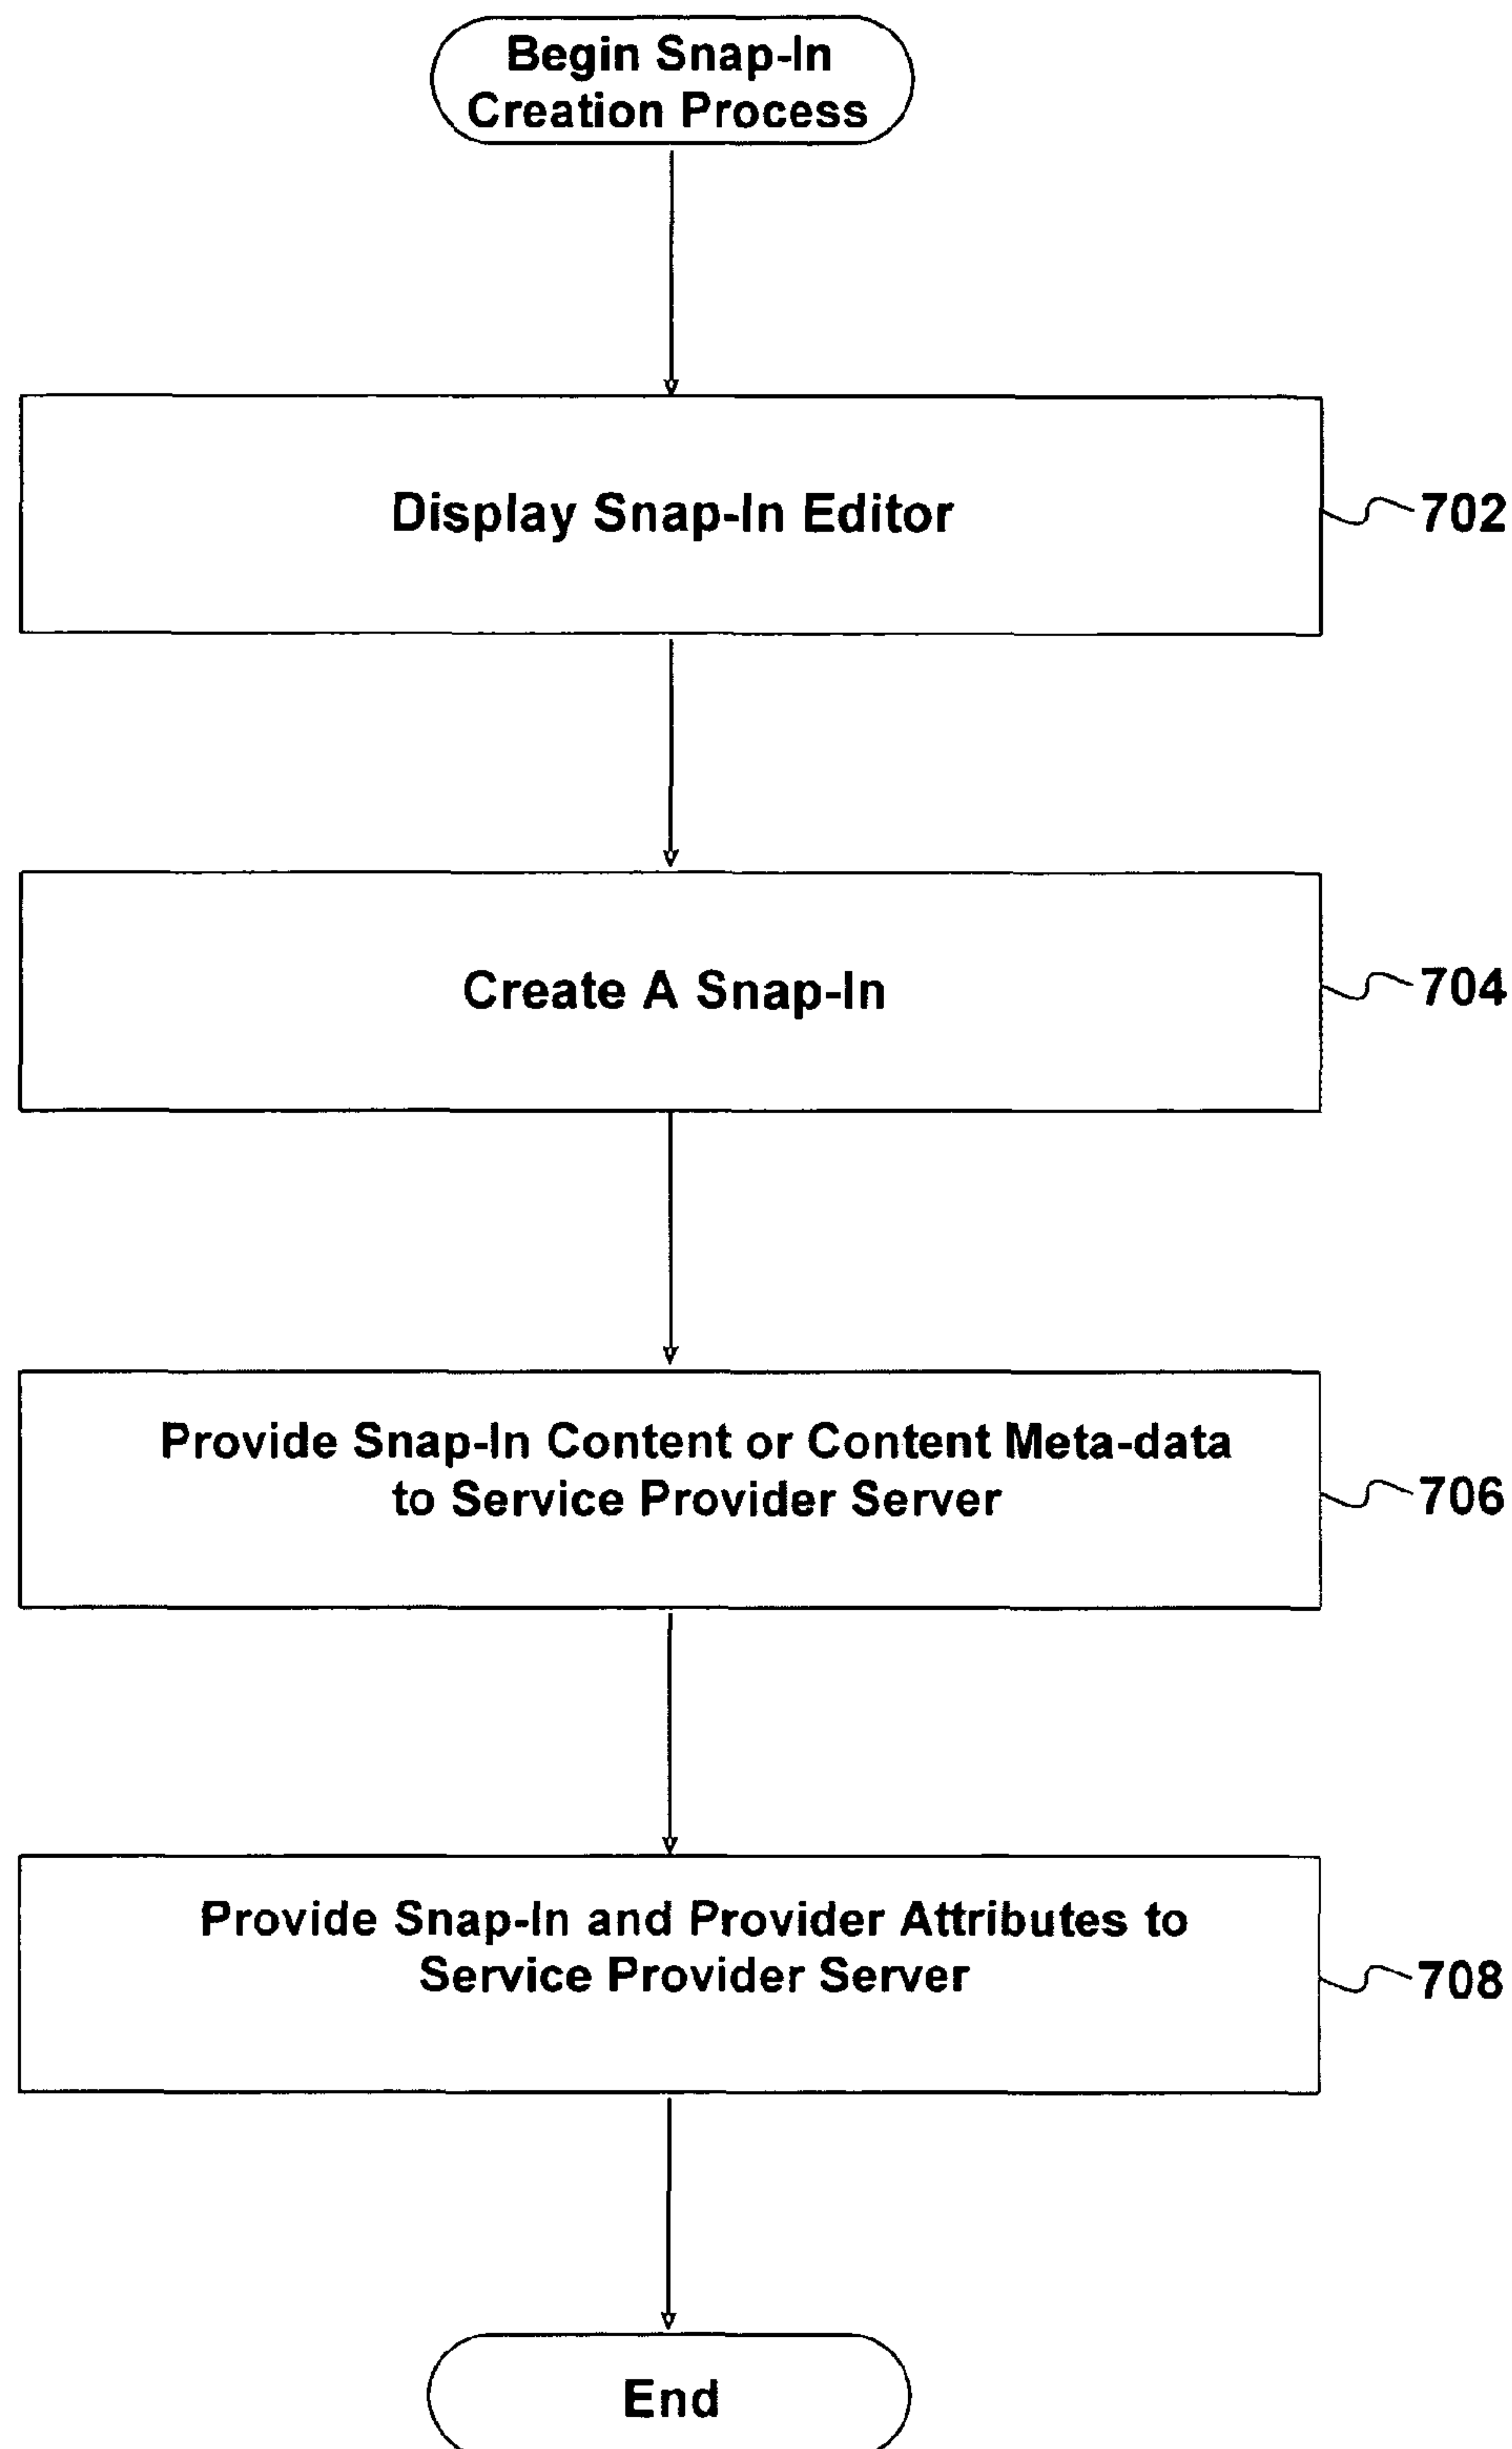 Begin Snap-In
Creation Process
Display Snap-In Editor
702
Create A Snap-In
704
Provide Snap-In Content or Content Meta-data
to Service Provider Server
706
Provide Snap-In and Provider Attributes to
Service Provider Server
708
End